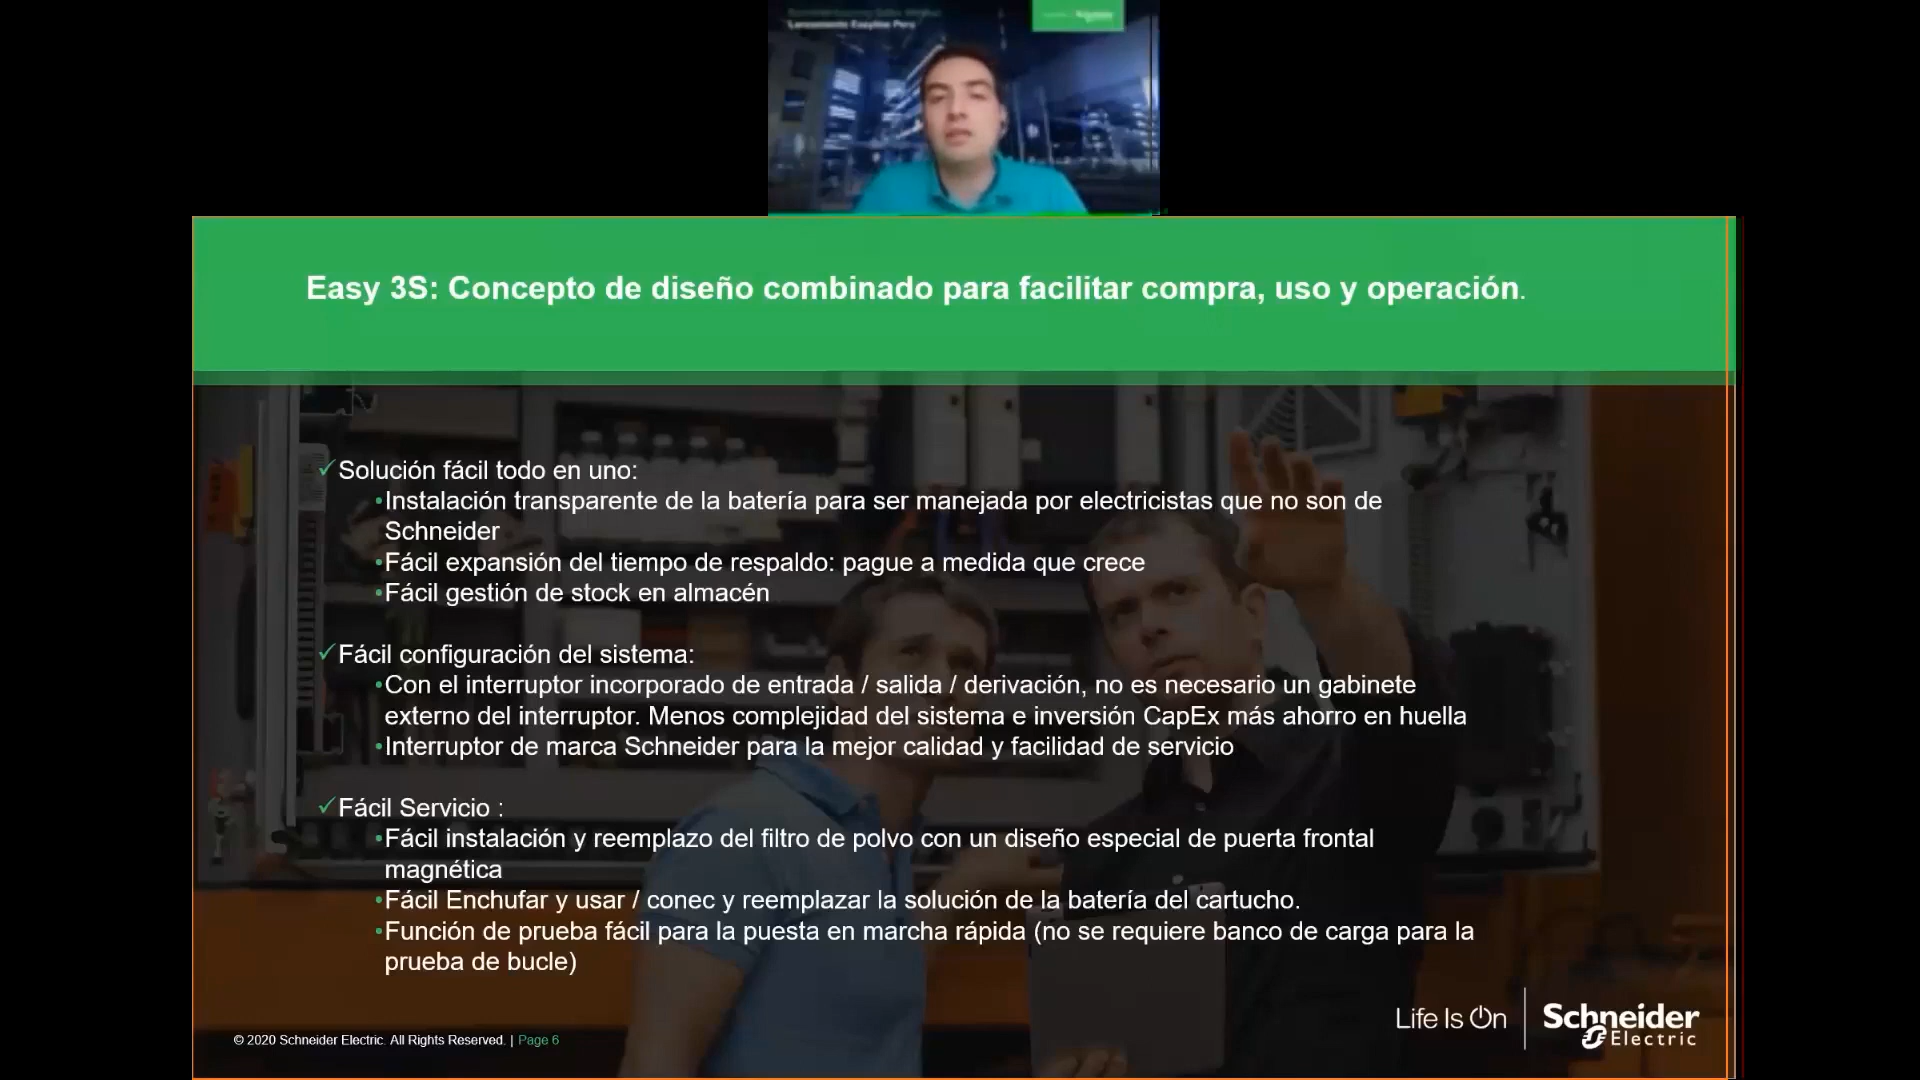 Lanzamiento Easyline Perú
Easy 3S: Concepto de diseño combinado para facilitar compra, uso y operación.
✓Solución fácil todo en uno:
•Instalación transparente de la batería para ser manejada por electricistas que no son de
Schneider
•Fácil expansión del tiempo de respaldo: pague a medida que crece
•Fácil gestión de stock en almacén
✓Fácil configuración del sistema:
•Con el interruptor incorporado de entrada / salida / derivación, no es necesario un gabinete
externo del interruptor. Menos complejidad del sistema e inversión CapEx más ahorro en huella
•Interruptor de marca Schneider para la mejor calidad y facilidad de servicio
✓Fácil Servicio :
•Fácil instalación y reemplazo del filtro de polvo con un diseño especial de puerta frontal
magnética
•Fácil Enchufar y usar / conec y reemplazar la solución de la batería del cartucho.
•Función de prueba fácil para la puesta en marcha rápida (no se requiere banco de carga para la
prueba de bucle)
Life Is On | Schneider
Electric
© 2020 Schneider Electric. All Rights Reserved. | Page 6